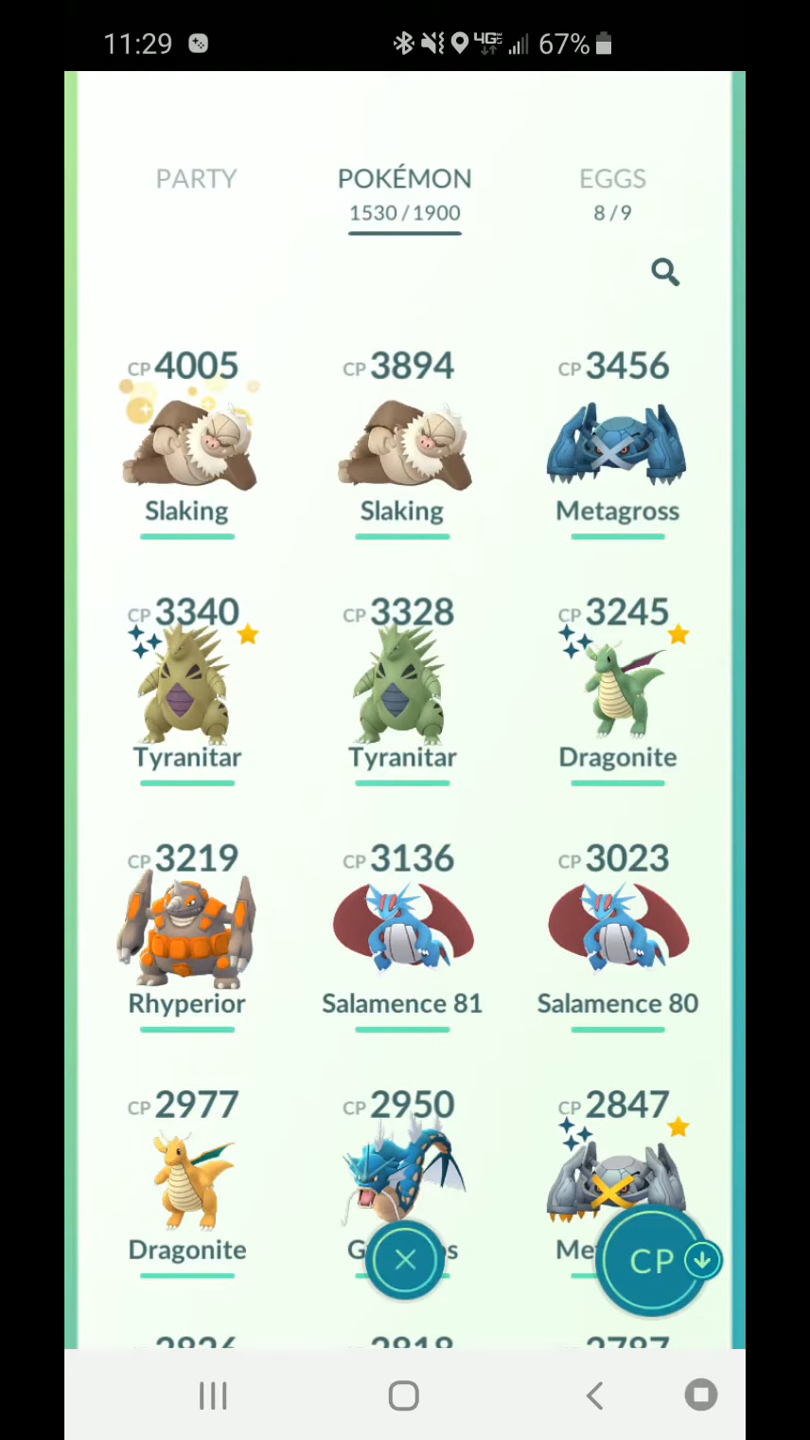 11:29 4G LTE 67%
PARTY POKÉMON EGGS
1530 / 1900 8 / 9
CP 4005 CP 3894 CP 3456
Slaking Slaking Metagross
CP 3340 CP 3328 CP 3245
Tyranitar Tyranitar Dragonite
CP 3219 CP 3136 CP 3023
Rhyperior Salamence 81 Salamence 80
CP 2977 CP 2950 CP 2847
Dragonite
CP